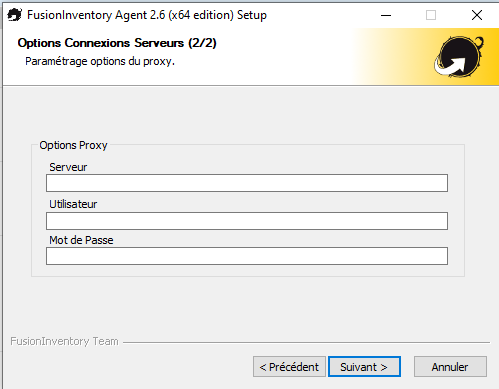 FusionInventory Agent 2.6 (x64 edition) Setup
Options Connexions Serveurs (2/2)
Paramétrage options du proxy.
Options Proxy
Serveur
Utilisateur
Mot de Passe
FusionInventory Team
< Précédent Suivant > Annuler